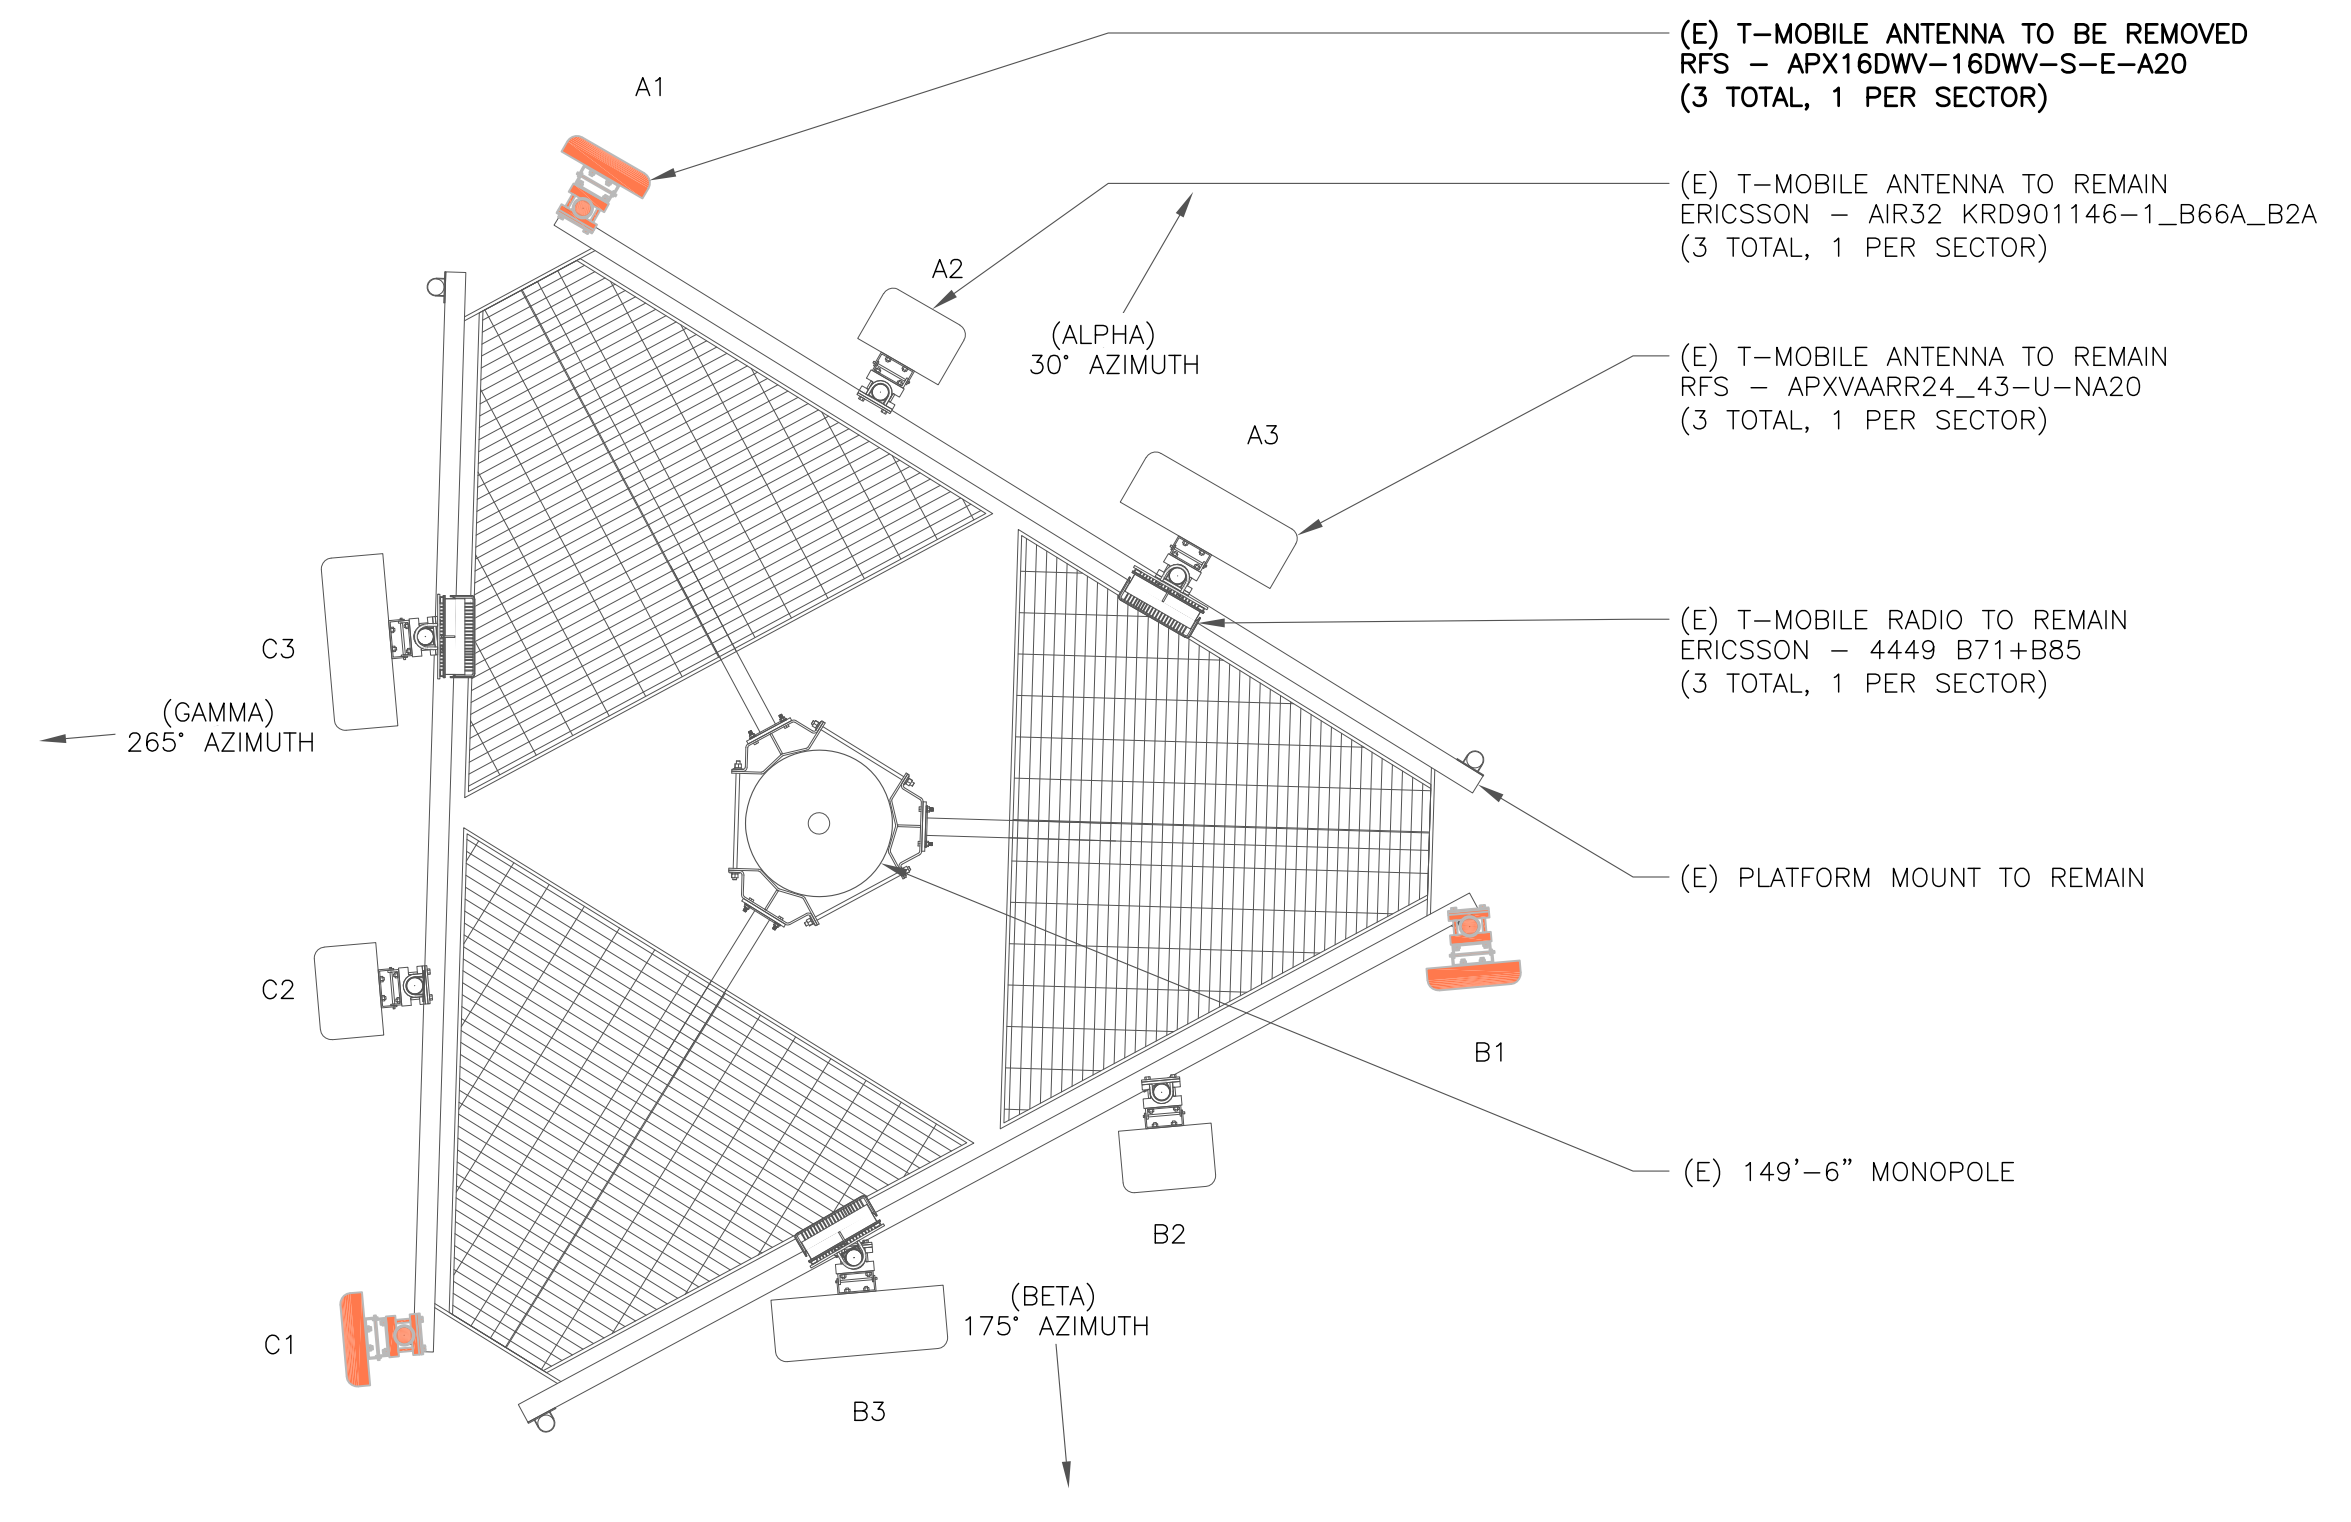 (E) T-MOBILE ANTENNA TO BE REMOVED
RFS - APX16DWV-16DWV-S-E-A20
(3 TOTAL, 1 PER SECTOR)
A1
(E) T-MOBILE ANTENNA TO REMAIN
ERICSSON - AIR32 KRD901146-1_B66A_B2A
(3 TOTAL, 1 PER SECTOR)
A2
(ALPHA)
30° AZIMUTH
(E) T-MOBILE ANTENNA TO REMAIN
RFS - APXVAARR24_43-U-NA20
(3 TOTAL, 1 PER SECTOR)
A3
(E) T-MOBILE RADIO TO REMAIN
ERICSSON - 4449 B71+B85
(3 TOTAL, 1 PER SECTOR)
C3
(GAMMA)
265° AZIMUTH
(E) PLATFORM MOUNT TO REMAIN
C2
B1
(E) 149'-6" MONOPOLE
B2
(BETA)
175° AZIMUTH
C1
B3